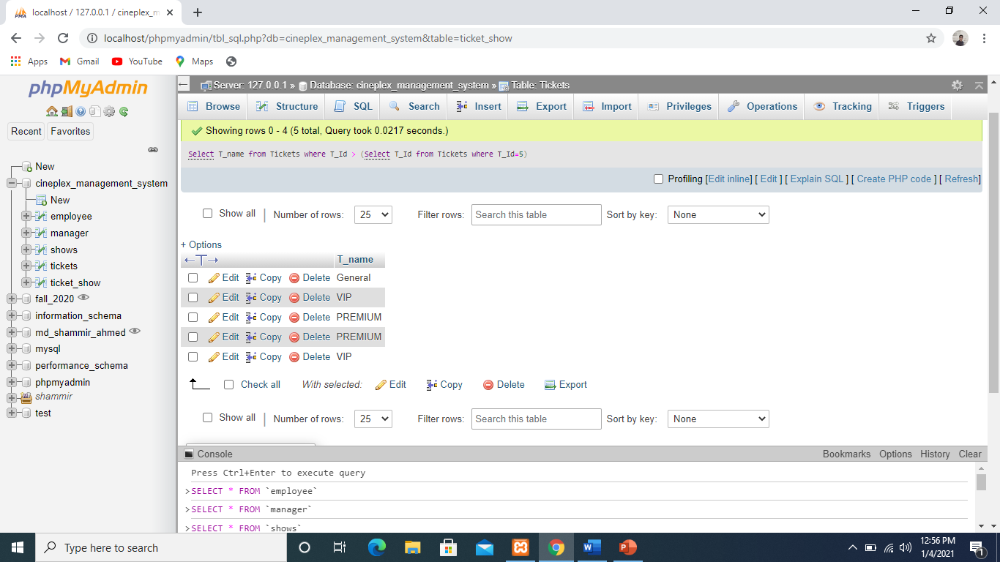 localhost / 127.0.0.1 / cineplex_m
localhost/phpmyadmin/tbl_sql.php?db=cineplex_management_system&table=ticket_show
Apps Gmail YouTube Maps
phpMyAdmin
Recent Favorites
New
cineplex_management_system
New
employee
manager
shows
tickets
ticket_show
fall_2020
information_schema
md_shammir_ahmed
mysql
performance_schema
phpmyadmin
shammir
test
Server: 127.0.0.1 » Database: cineplex_management_system » Table: Tickets
Browse Structure SQL Search Insert Export Import Privileges Operations Tracking Triggers
Showing rows 0 - 4 (5 total, Query took 0.0217 seconds.)
Select T_name from Tickets where T_Id > (Select T_Id from Tickets where T_Id=5)
Profiling [Edit inline] [ Edit ] [ Explain SQL ] [ Create PHP code ] [ Refresh]
Show all Number of rows: 25 Filter rows: Search this table Sort by key: None
+ Options
←T→ T_name
Edit Copy Delete General
Edit Copy Delete VIP
Edit Copy Delete PREMIUM
Edit Copy Delete PREMIUM
Edit Copy Delete VIP
Check all With selected: Edit Copy Delete Export
Show all Number of rows: 25 Filter rows: Search this table Sort by key: None
Console Bookmarks Options History Clear
Press Ctrl+Enter to execute query
>SELECT * FROM `employee`
>SELECT * FROM `manager`
>SELECT * FROM `shows`
Type here to search
12:56 PM
1/4/2021
1